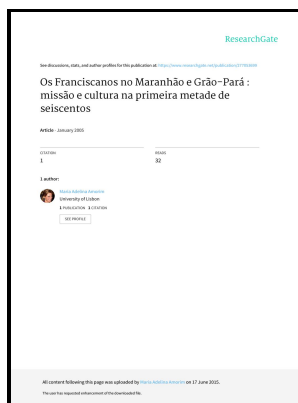 ResearchGate
See discussions, stats, and author profiles for this publication at:
Os Franciscanos no Maranhão e Grão-Pará :
missão e cultura na primeira metade de
seiscentos
Article · January 2005
CITATION
1
READS
32
1 author:
Maria Adelina Amorim
University of Lisbon
1 PUBLICATION 1 CITATION
SEE PROFILE
All content following this page was uploaded by Maria Adelina Amorim on 17 June 2015.
The user has requested enhancement of the downloaded file.